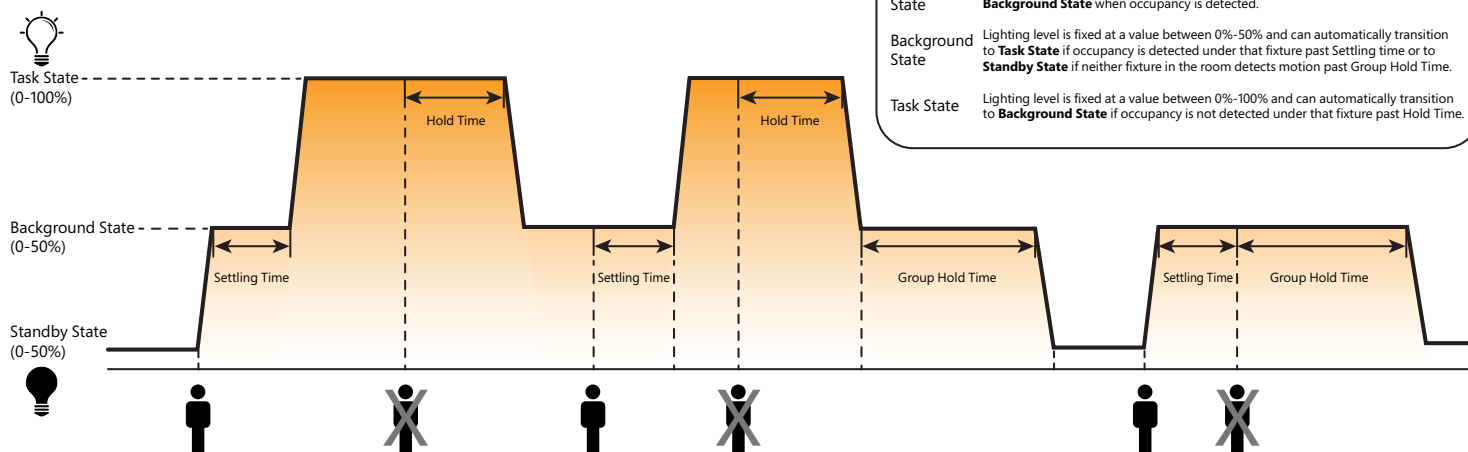 State
Background State when occupancy is detected.
Background State
Lighting level is fixed at a value between 0%-50% and can automatically transition
to Task State if occupancy is detected under that fixture past Settling time or to
Standby State if neither fixture in the room detects motion past Group Hold Time.
Task State
Lighting level is fixed at a value between 0%-100% and can automatically transition
to Background State if occupancy is not detected under that fixture past Hold Time.
Task State
(0-100%)
Hold Time
Hold Time
Background State
(0-50%)
Settling Time
Settling Time
Group Hold Time
Settling Time
Group Hold Time
Standby State
(0-50%)